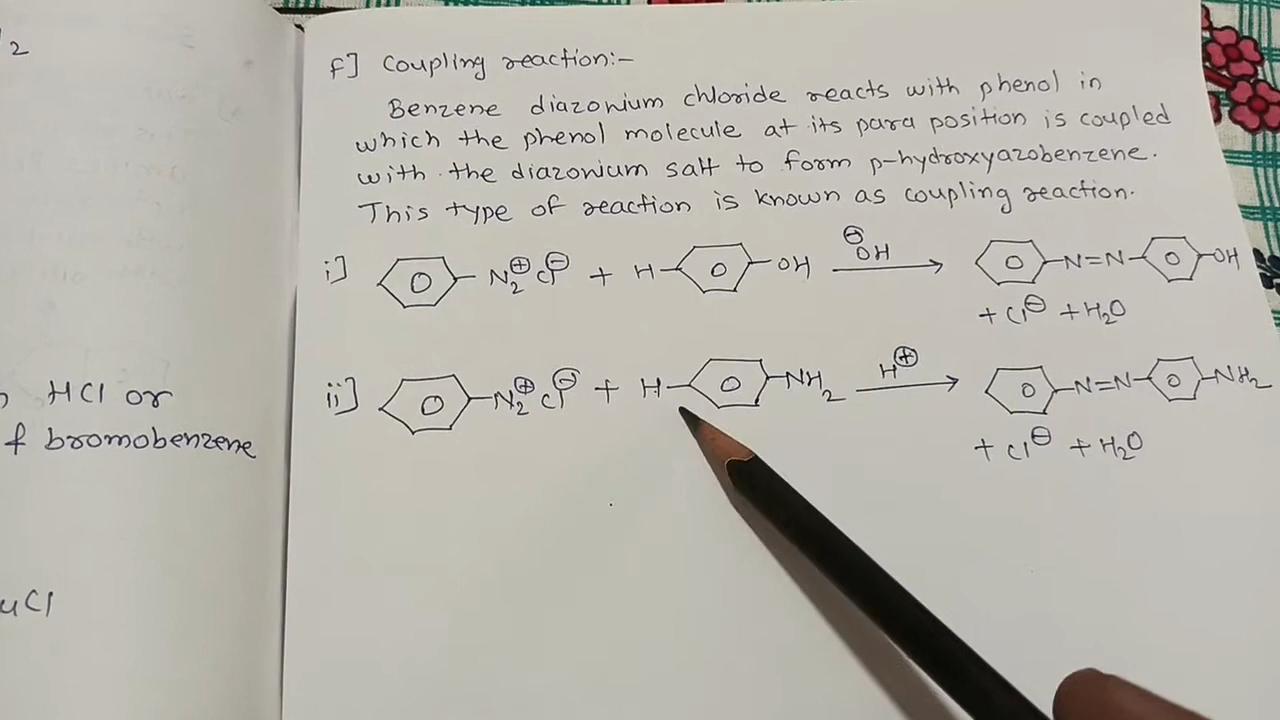 2
HCl or
f bromobenzene
uCl
f] Coupling reaction:-
Benzene diazonium chloride reacts with phenol in
which the phenol molecule at its para position is coupled
with the diazonium salt to form p-hydroxyazobenzene.
This type of reaction is known as coupling reaction.
i] N₂⊕ Cl⊖ + H OH ⊖OH → N=N OH
+ Cl⊖ + H₂O
ii] N₂⊕ Cl⊖ + H NH₂ H⊕ → N=N NH₂
+ Cl⊖ + H₂O